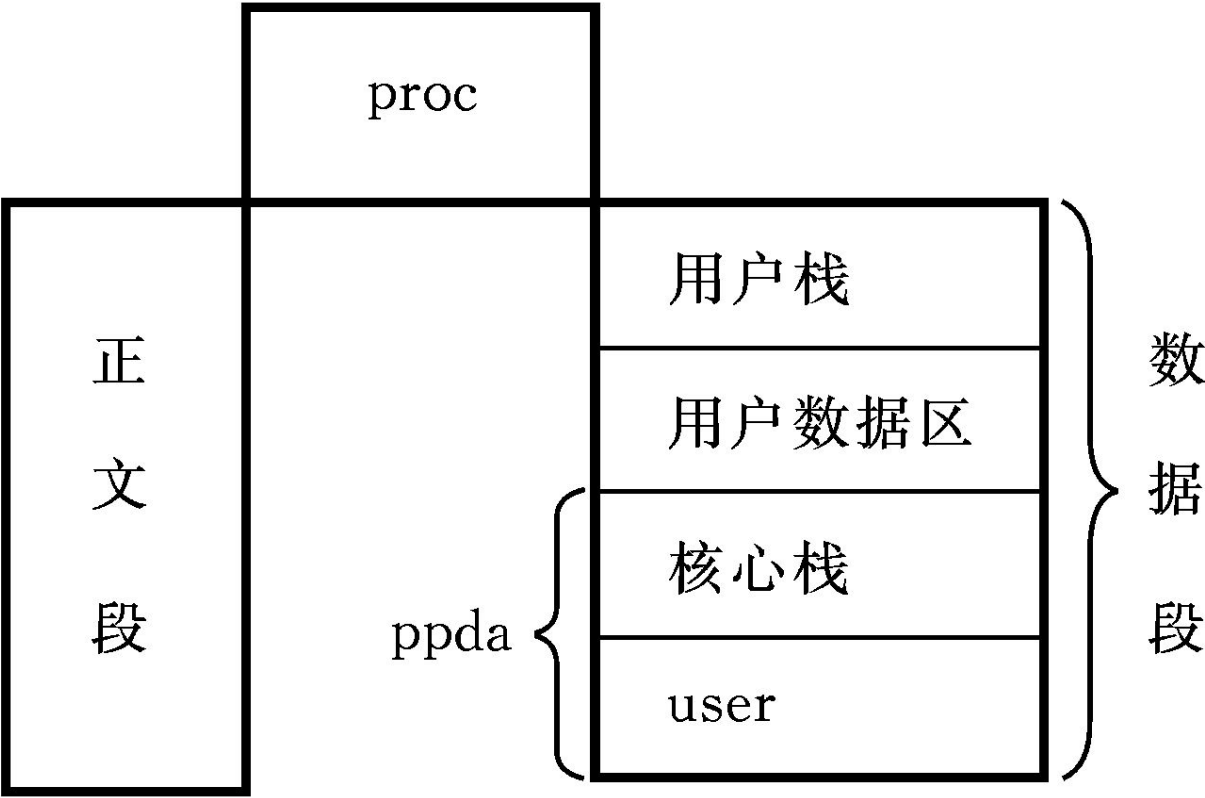 proc
正文段
用户栈
用户数据区
核心栈
user
ppda
数据段